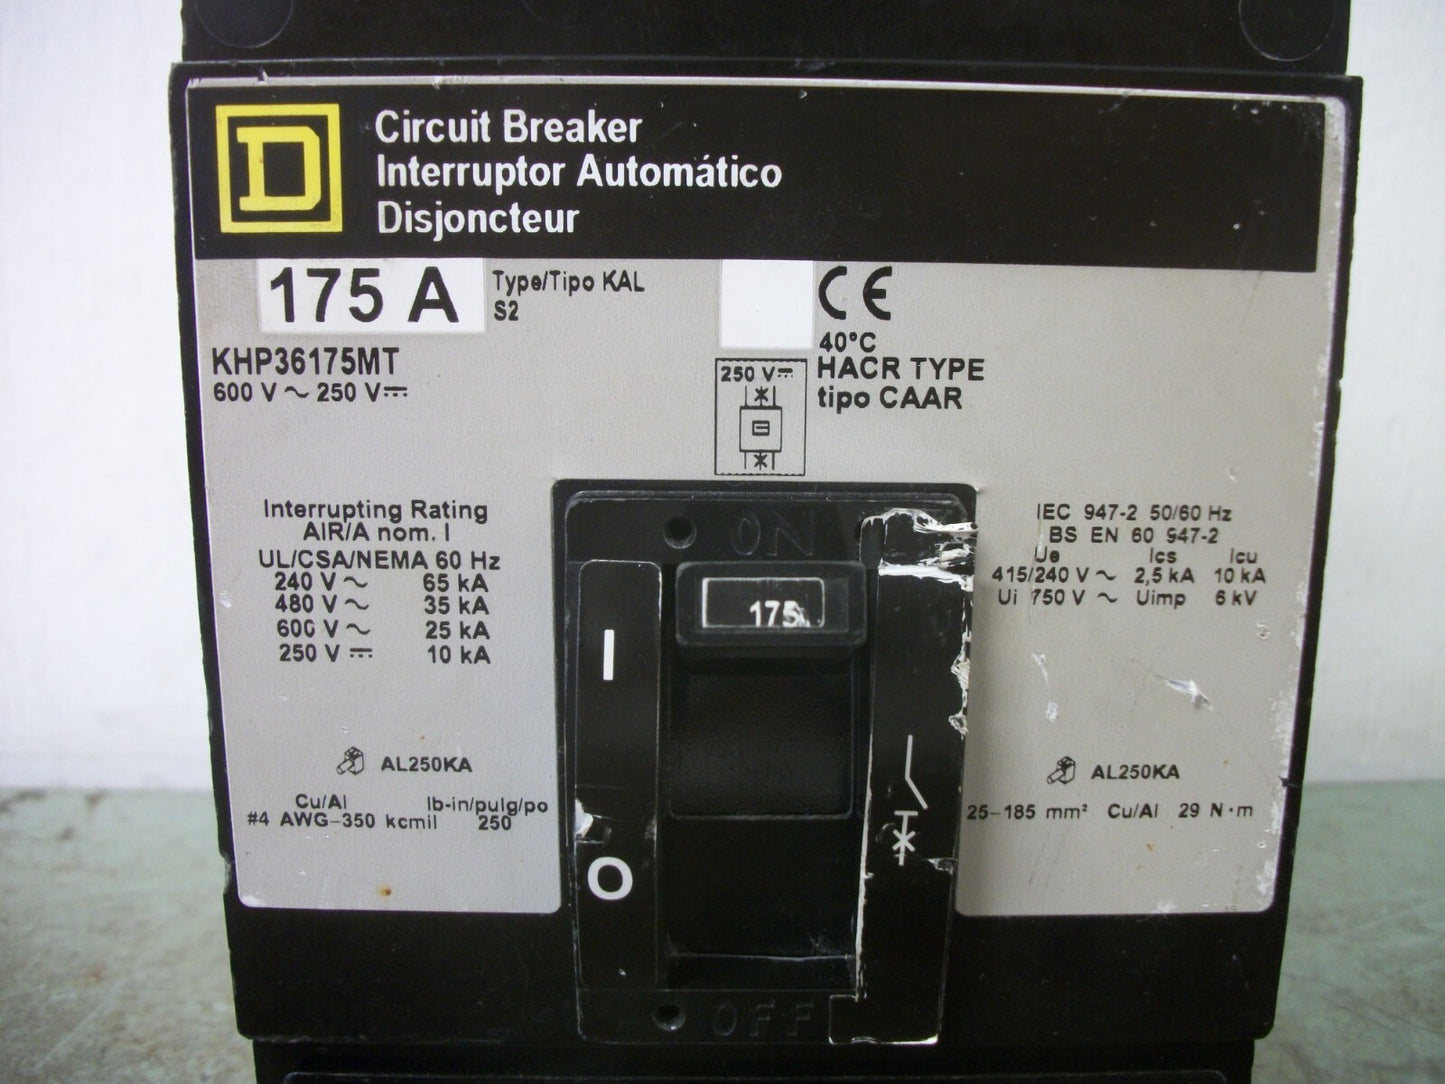 D
Circuit Breaker
Interruptor Automático
Disjoncteur
175 A
Type/Tipo KAL
S2
CE
40°C
HACR TYPE
tipo CAAR
KHP36175MT
600 V ~ 250 V⎓
250 V⎓
Interrupting Rating
AIR/A nom. I
UL/CSA/NEMA 60 Hz
240 V ~ 65 kA
480 V ~ 35 kA
600 V ~ 25 kA
250 V ⎓ 10 kA
AL250KA
Cu/Al lb-in/pulg/po
#4 AWG-350 kcmil 250
ON
175
I
O
OFF
IEC 947-2 50/60 Hz
BS EN 60 947-2
Ue Ics Icu
415/240 V ~ 2,5 kA 10 kA
Ui 750 V ~ Uimp 6 kV
AL250KA
25-185 mm² Cu/Al 29 N·m